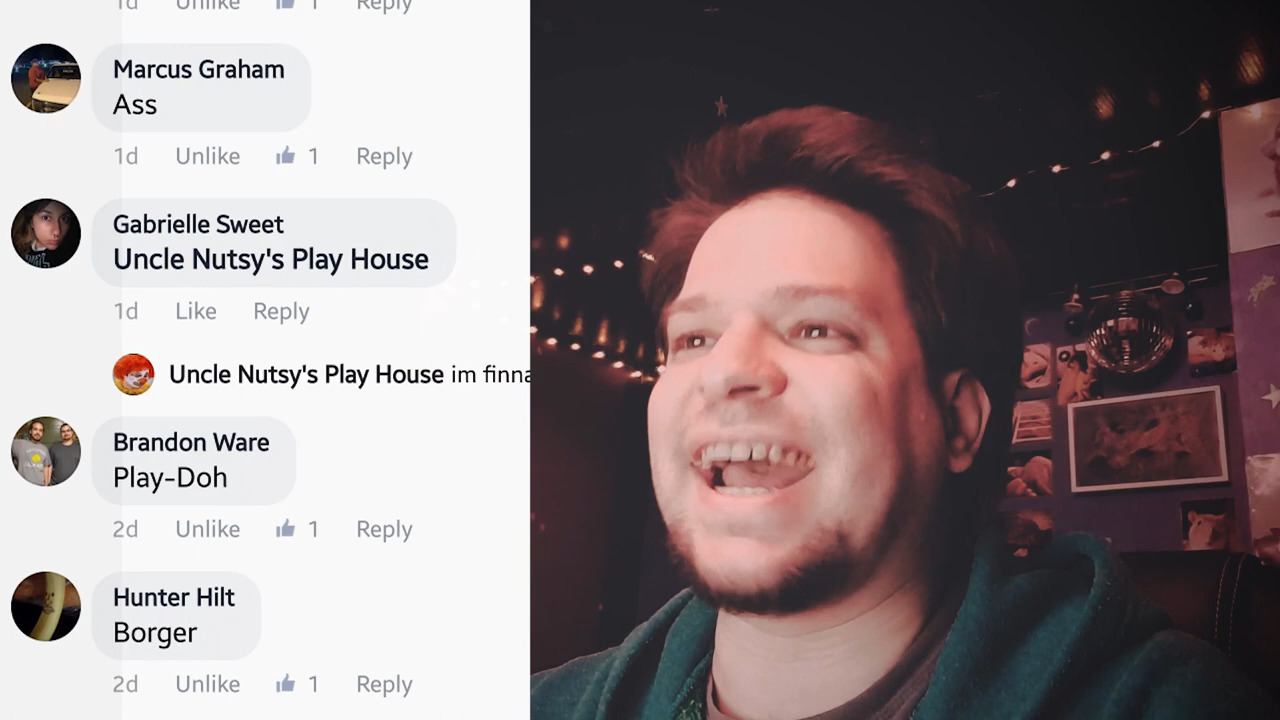 1d Unlike 1 Reply
Marcus Graham
Ass
1d Unlike 1 Reply
Gabrielle Sweet
Uncle Nutsy's Play House
1d Like Reply
Uncle Nutsy's Play House im finna
Brandon Ware
Play-Doh
2d Unlike 1 Reply
Hunter Hilt
Borger
2d Unlike 1 Reply